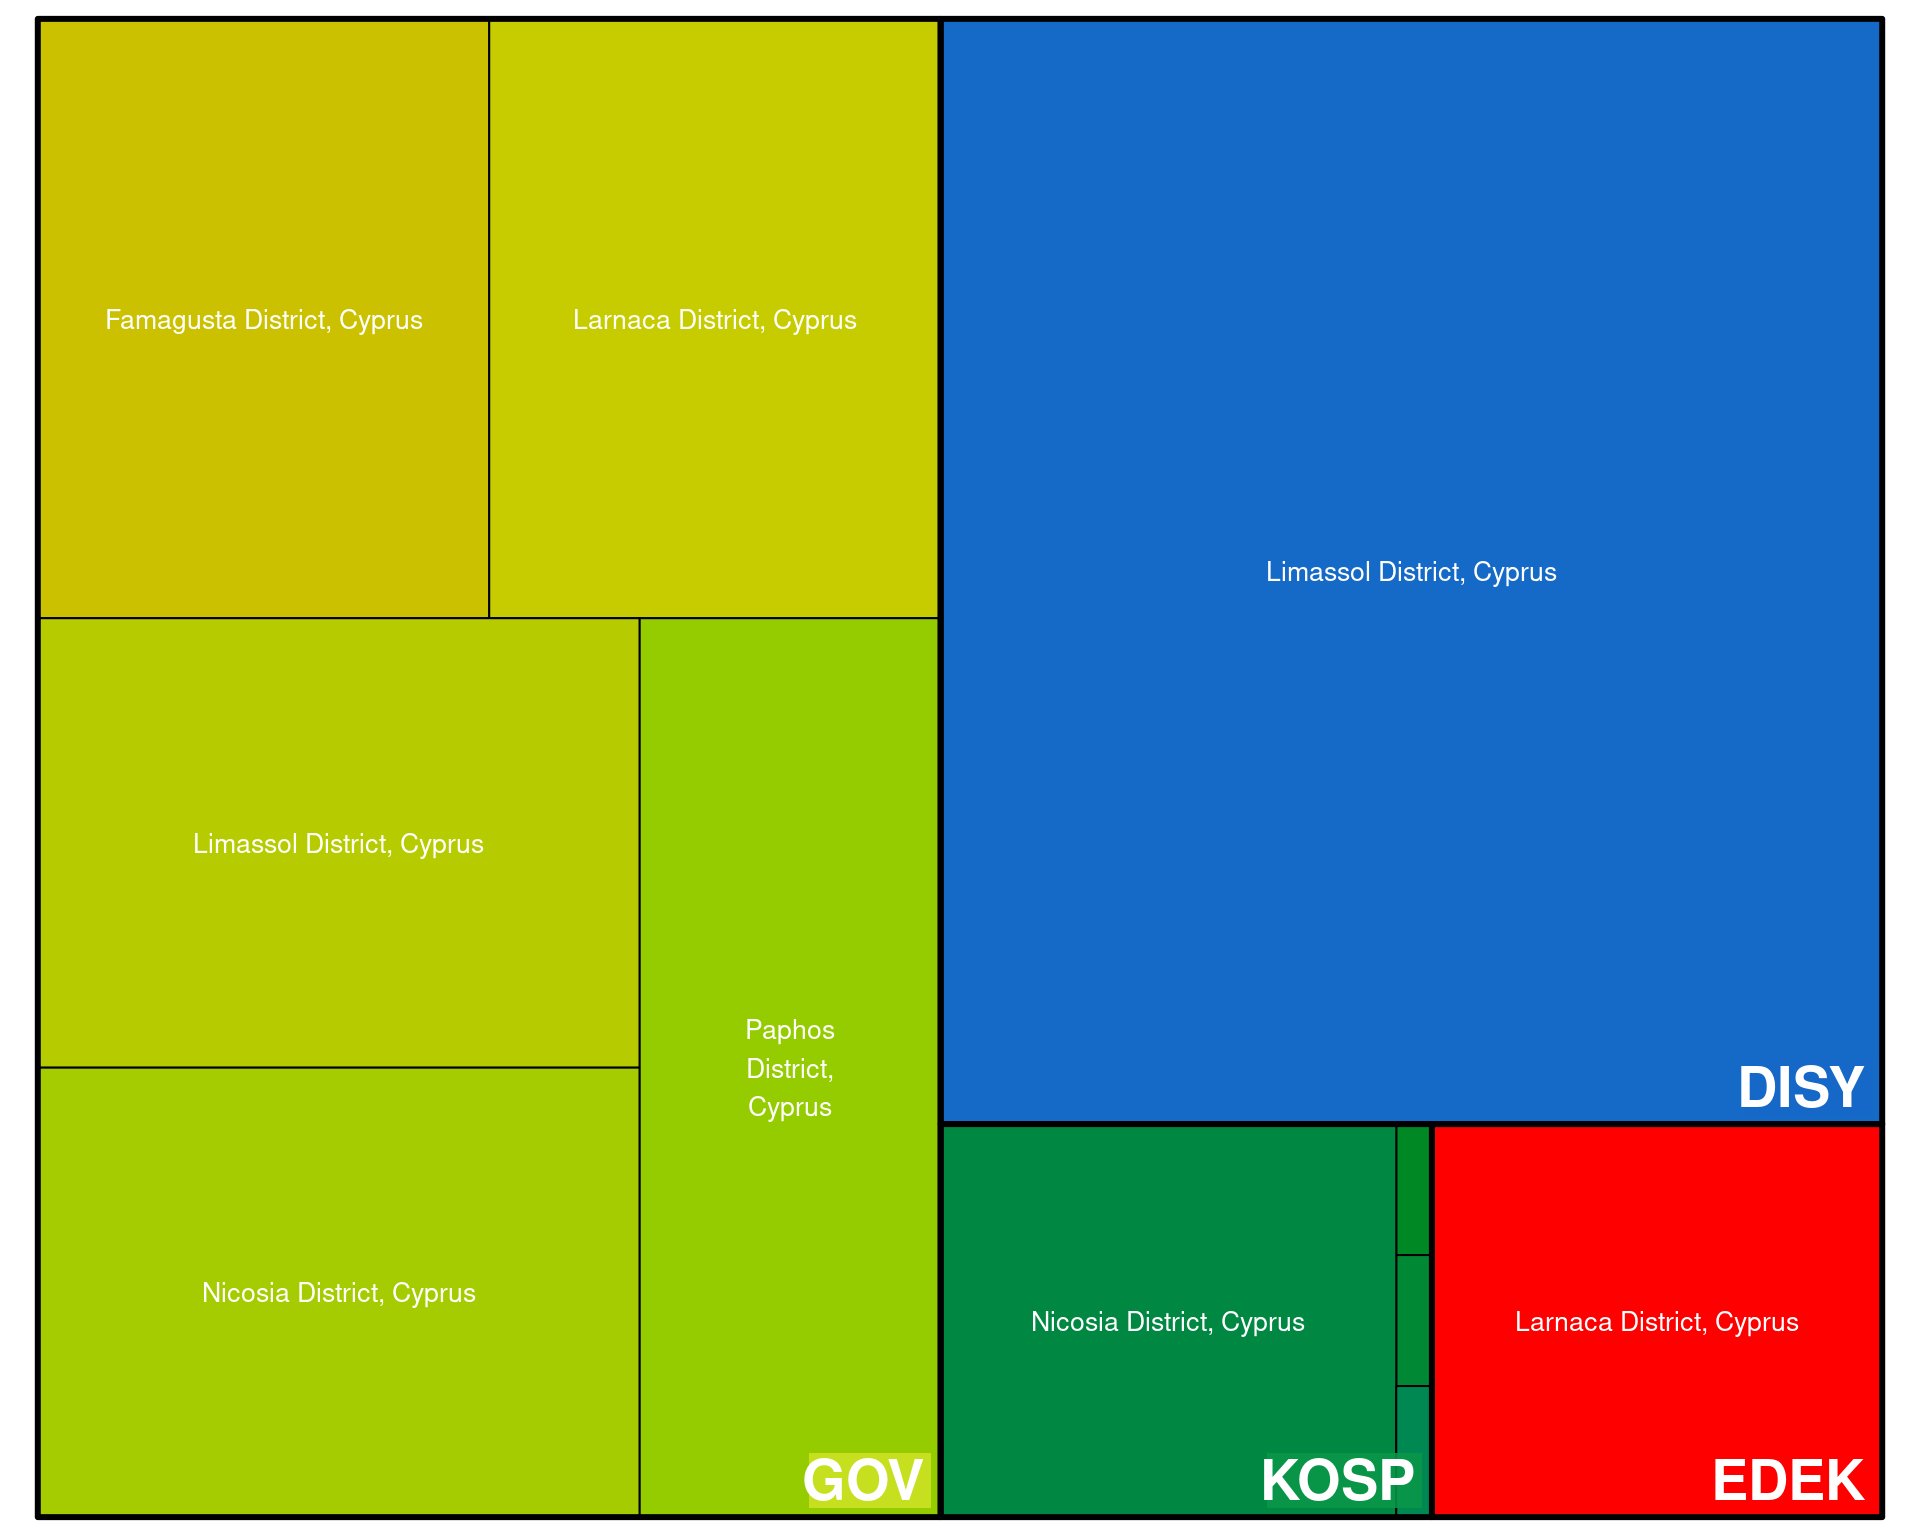 Famagusta District, Cyprus
Larnaca District, Cyprus
Limassol District, Cyprus
Nicosia District, Cyprus
Paphos
District,
Cyprus
GOV
Limassol District, Cyprus
DISY
Nicosia District, Cyprus
KOSP
Larnaca District, Cyprus
EDEK